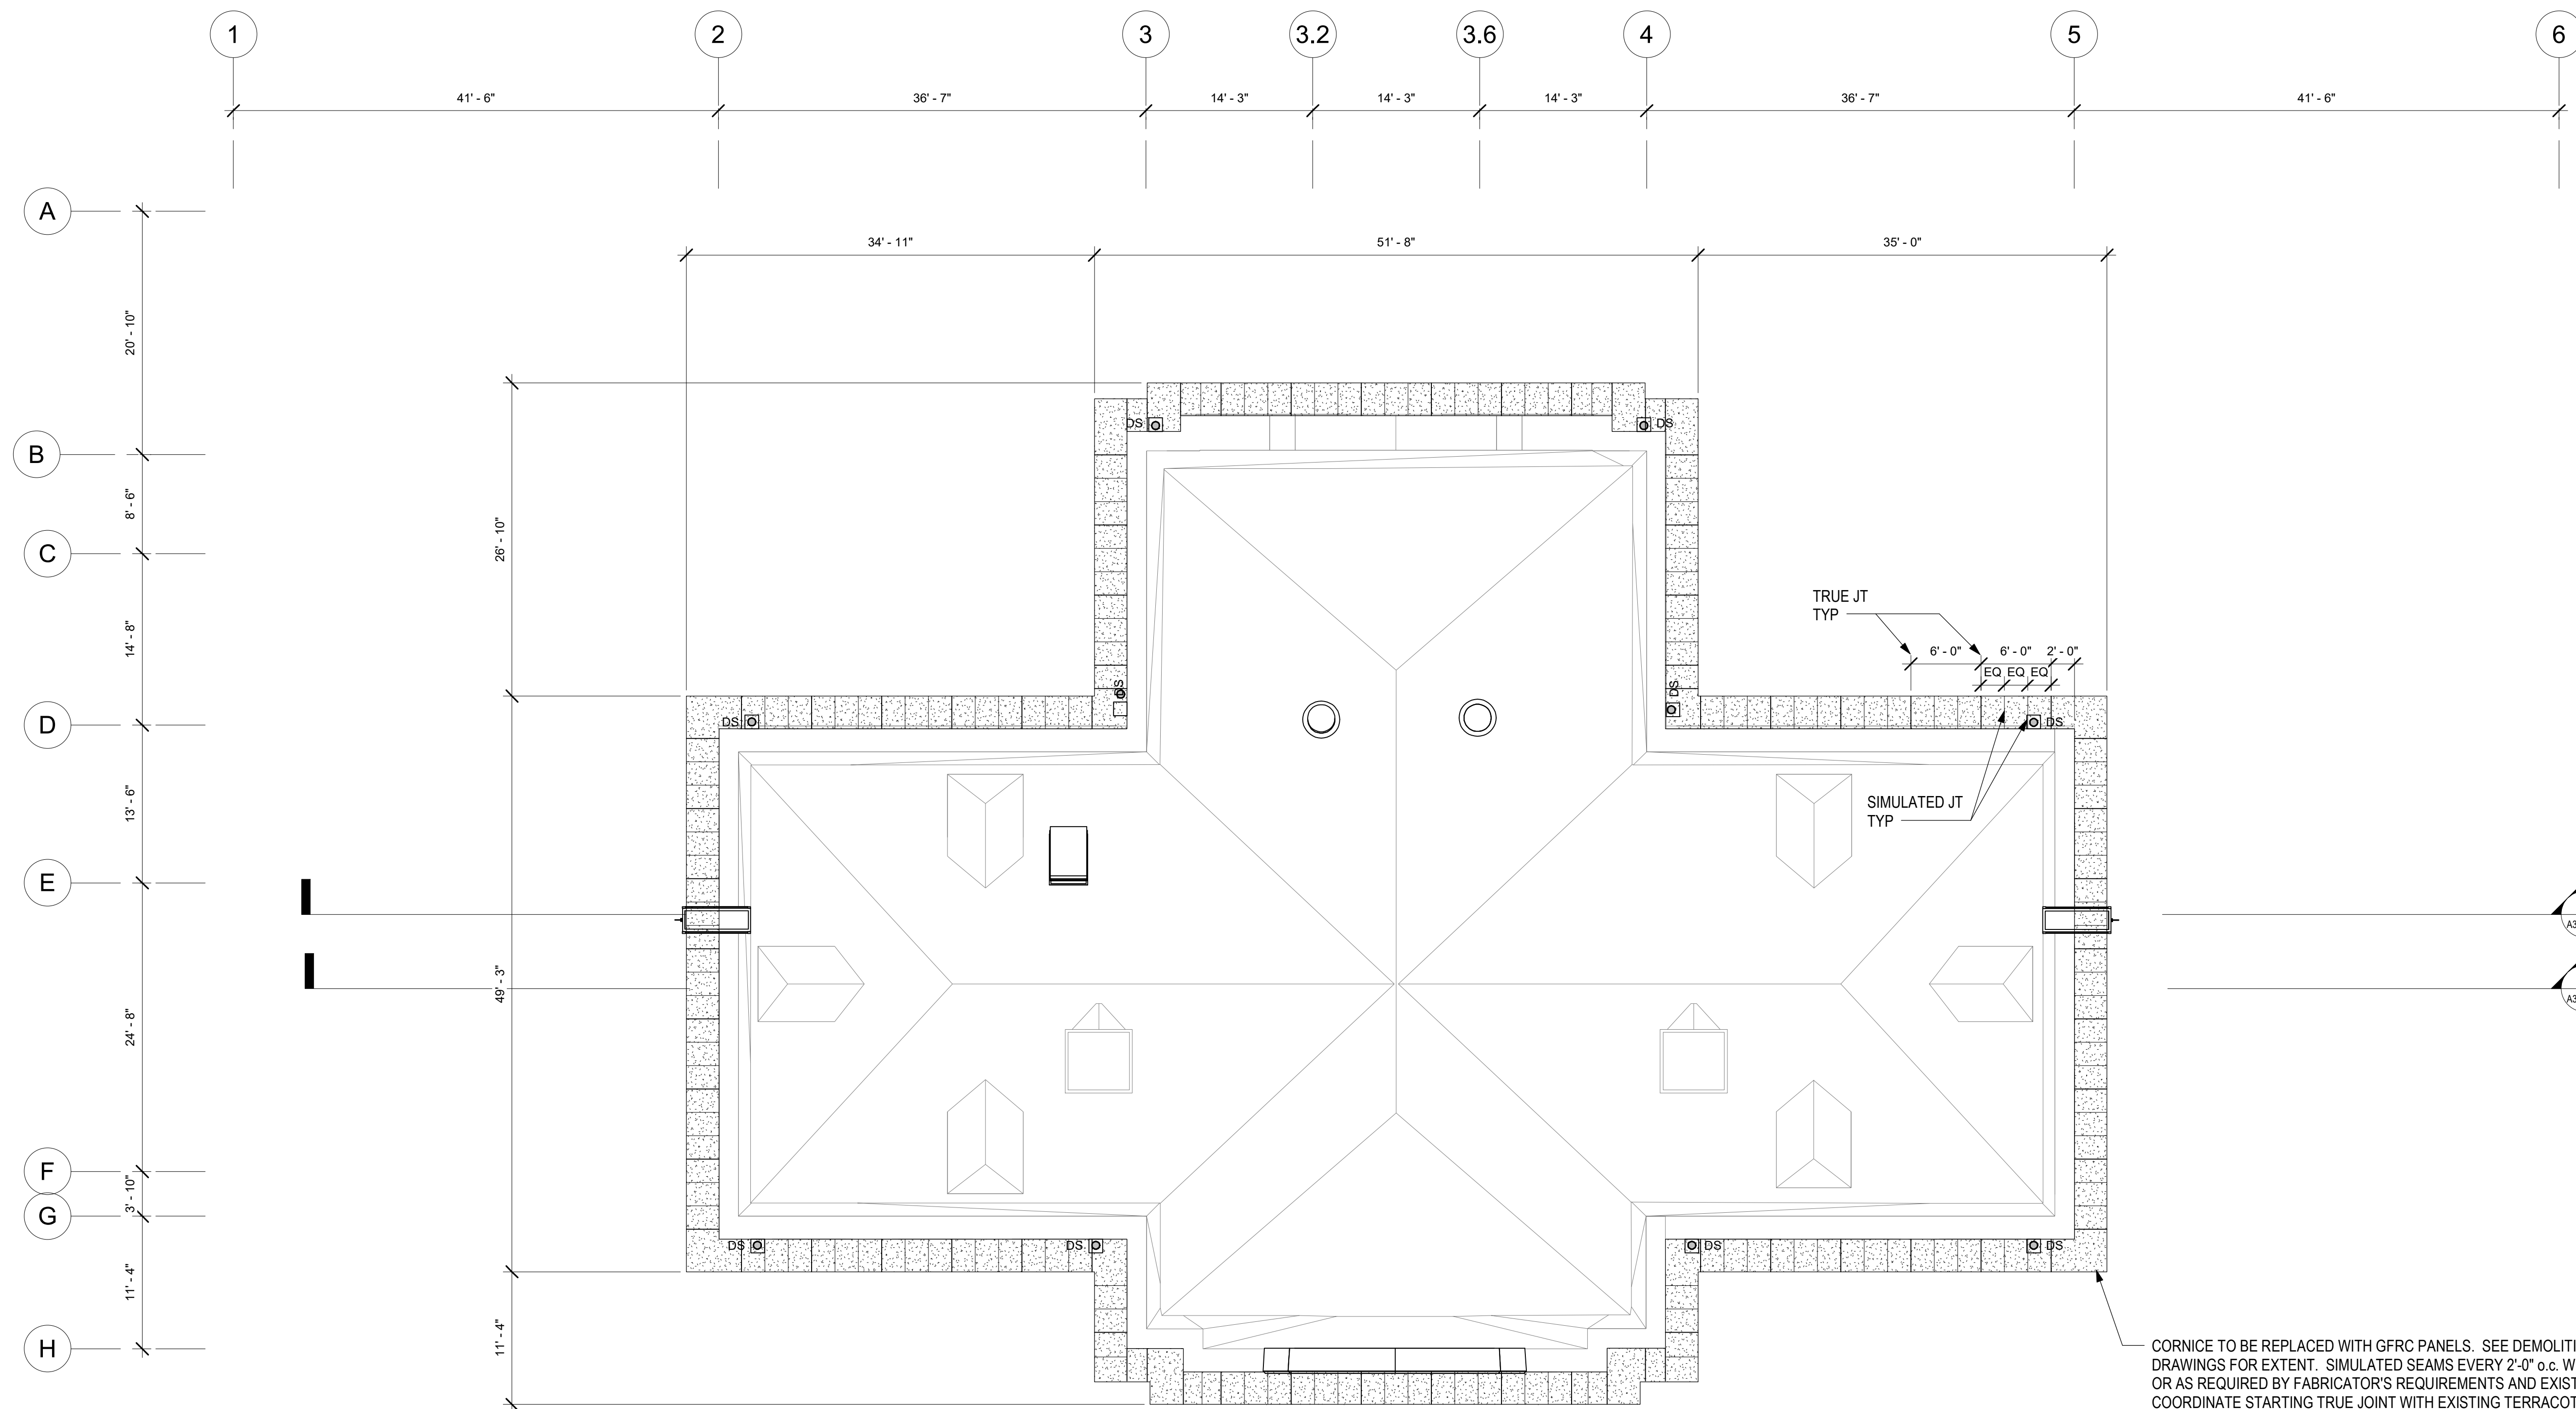 1 2 3 3.2 3.6 4 5 6
41' - 6" 36' - 7" 14' - 3" 14' - 3" 14' - 3" 36' - 7" 41' - 6"
A
34' - 11" 51' - 8" 35' - 0"
20' - 10"
DS DS
B
8' - 6"
26' - 10"
C
14' - 8"
TRUE JT
TYP
6' - 0" 6' - 0" 2' - 0"
EQ EQ EQ
DS DS
D
DS DS
13' - 6"
SIMULATED JT
TYP
E
A3
49' - 3"
A3
24' - 8"
F
3' - 10"
G
DS DS DS DS
11' - 4"
11' - 4"
H
CORNICE TO BE REPLACED WITH GFRC PANELS. SEE DEMOLITI
DRAWINGS FOR EXTENT. SIMULATED SEAMS EVERY 2'-0" o.c. W
OR AS REQUIRED BY FABRICATOR'S REQUIREMENTS AND EXIST
COORDINATE STARTING TRUE JOINT WITH EXISTING TERRACOT